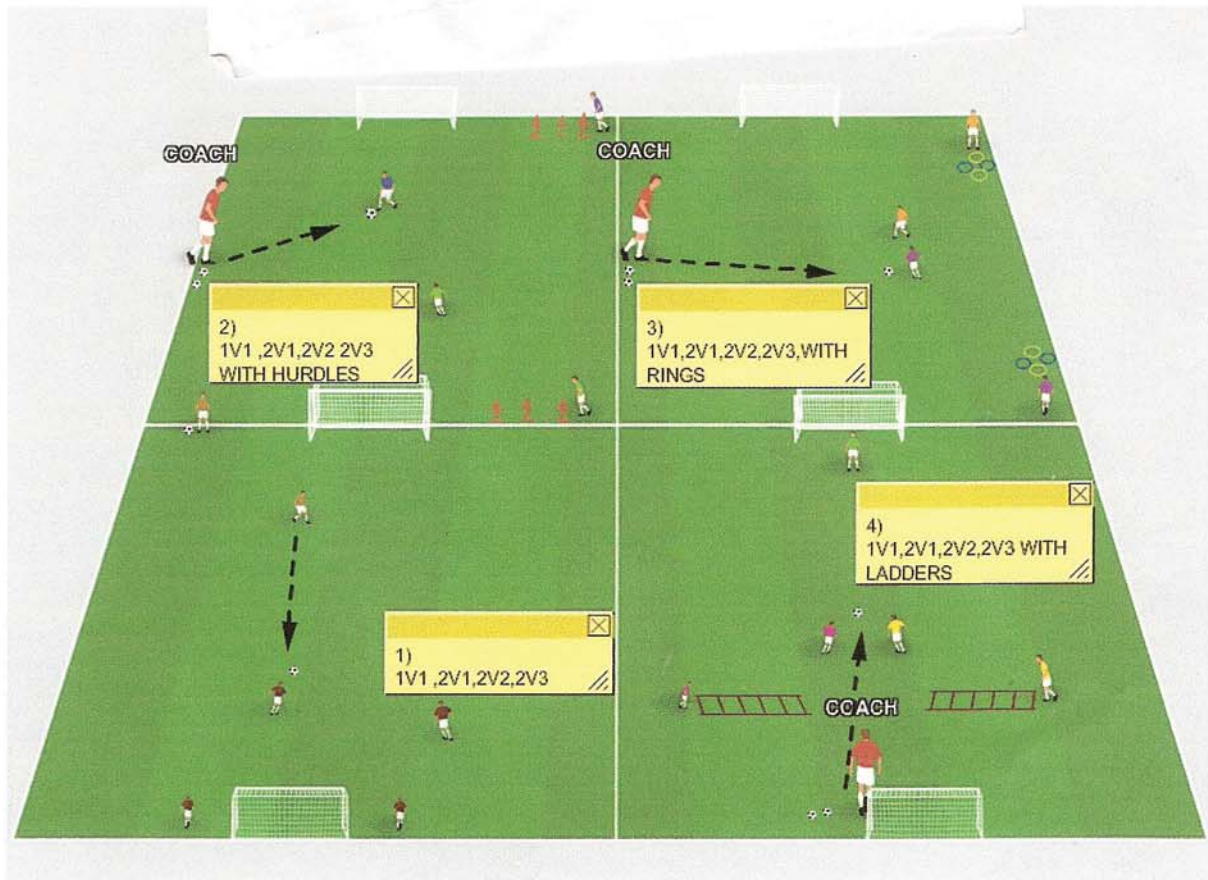 COACH
COACH
2)
1V1 ,2V1,2V2 2V3
WITH HURDLES
3)
1V1,2V1,2V2,2V3,WITH
RINGS
4)
1V1,2V1,2V2,2V3 WITH
LADDERS
1)
1V1 ,2V1,2V2,2V3
COACH